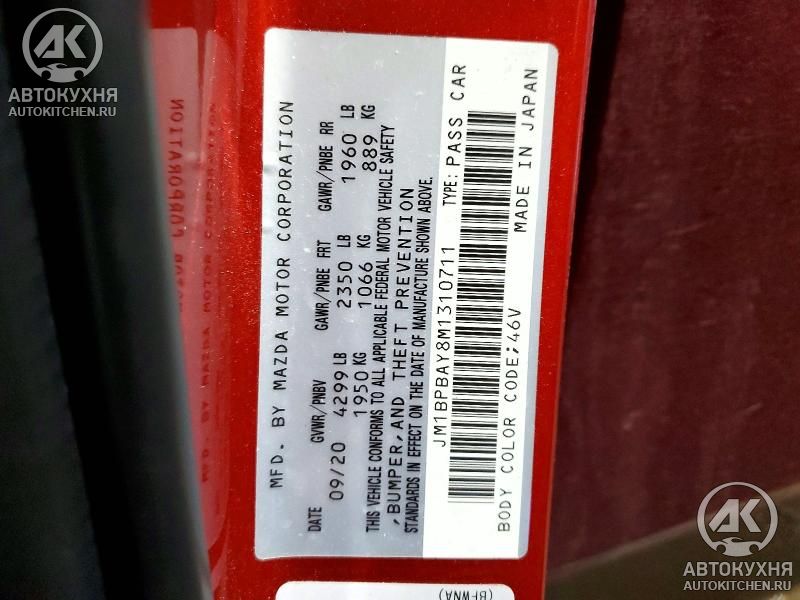 АК
АВТОКУХНЯ
AUTOKITCHEN.RU
MFD. BY MAZDA MOTOR CORPORATION
DATE GVWR/PNBV GAWR/PNBE FRT GAWR/PNBE RR
09/20 4299 LB 2350 LB 1960 LB
1950 KG 1066 KG 889 KG
THIS VEHICLE CONFORMS TO ALL APPLICABLE FEDERAL MOTOR VEHICLE SAFETY
,BUMPER,AND THEFT PREVENTION
STANDARDS IN EFFECT ON THE DATE OF MANUFACTURE SHOWN ABOVE.
JM1BPBAY8M1310711 TYPE: PASS CAR
BODY COLOR CODE;46V MADE IN JAPAN
(BFWNA)
АК
АВТОКУХНЯ
AUTOKITCHEN.RU